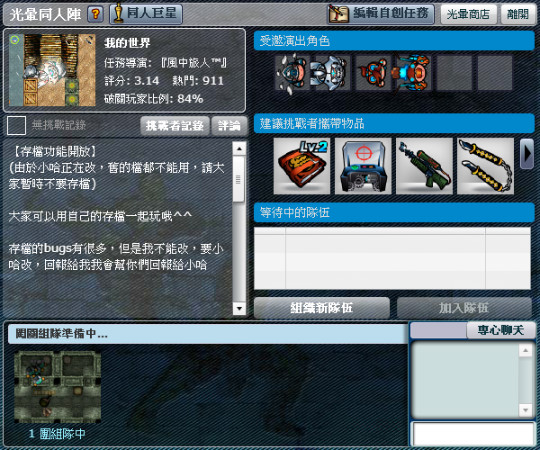 光暈同人陣 ? 同人巨星 編輯自創任務 光暈商店 離開
我的世界
任務導演: 『風中旅人™』
評分: 3.14 熱門: 911
破關玩家比例: 84%
無挑戰記錄 挑戰者記錄 評論
【存檔功能開放】
(由於小哈正在改，舊的檔都不能用，請大
家暫時不要存檔)
大家可以用自己的存檔一起玩哦^^
存檔的bugs有很多，但是我不能改，要小
哈改，回報給我我會幫你們回報給小哈
受邀演出角色
建議挑戰者攜帶物品
Lv.2
等待中的隊伍
組織新隊伍 加入隊伍
闖關組隊準備中...
1 團組隊中
專心聊天